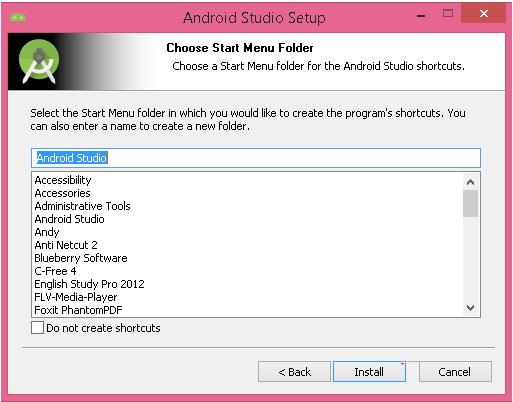 Android Studio Setup
Choose Start Menu Folder
Choose a Start Menu folder for the Android Studio shortcuts.
Select the Start Menu folder in which you would like to create the program's shortcuts. You
can also enter a name to create a new folder.
Android Studio
Accessibility
Accessories
Administrative Tools
Android Studio
Andy
Anti Netcut 2
Blueberry Software
C-Free 4
English Study Pro 2012
FLV-Media-Player
Foxit PhantomPDF
Do not create shortcuts
< Back
Install
Cancel